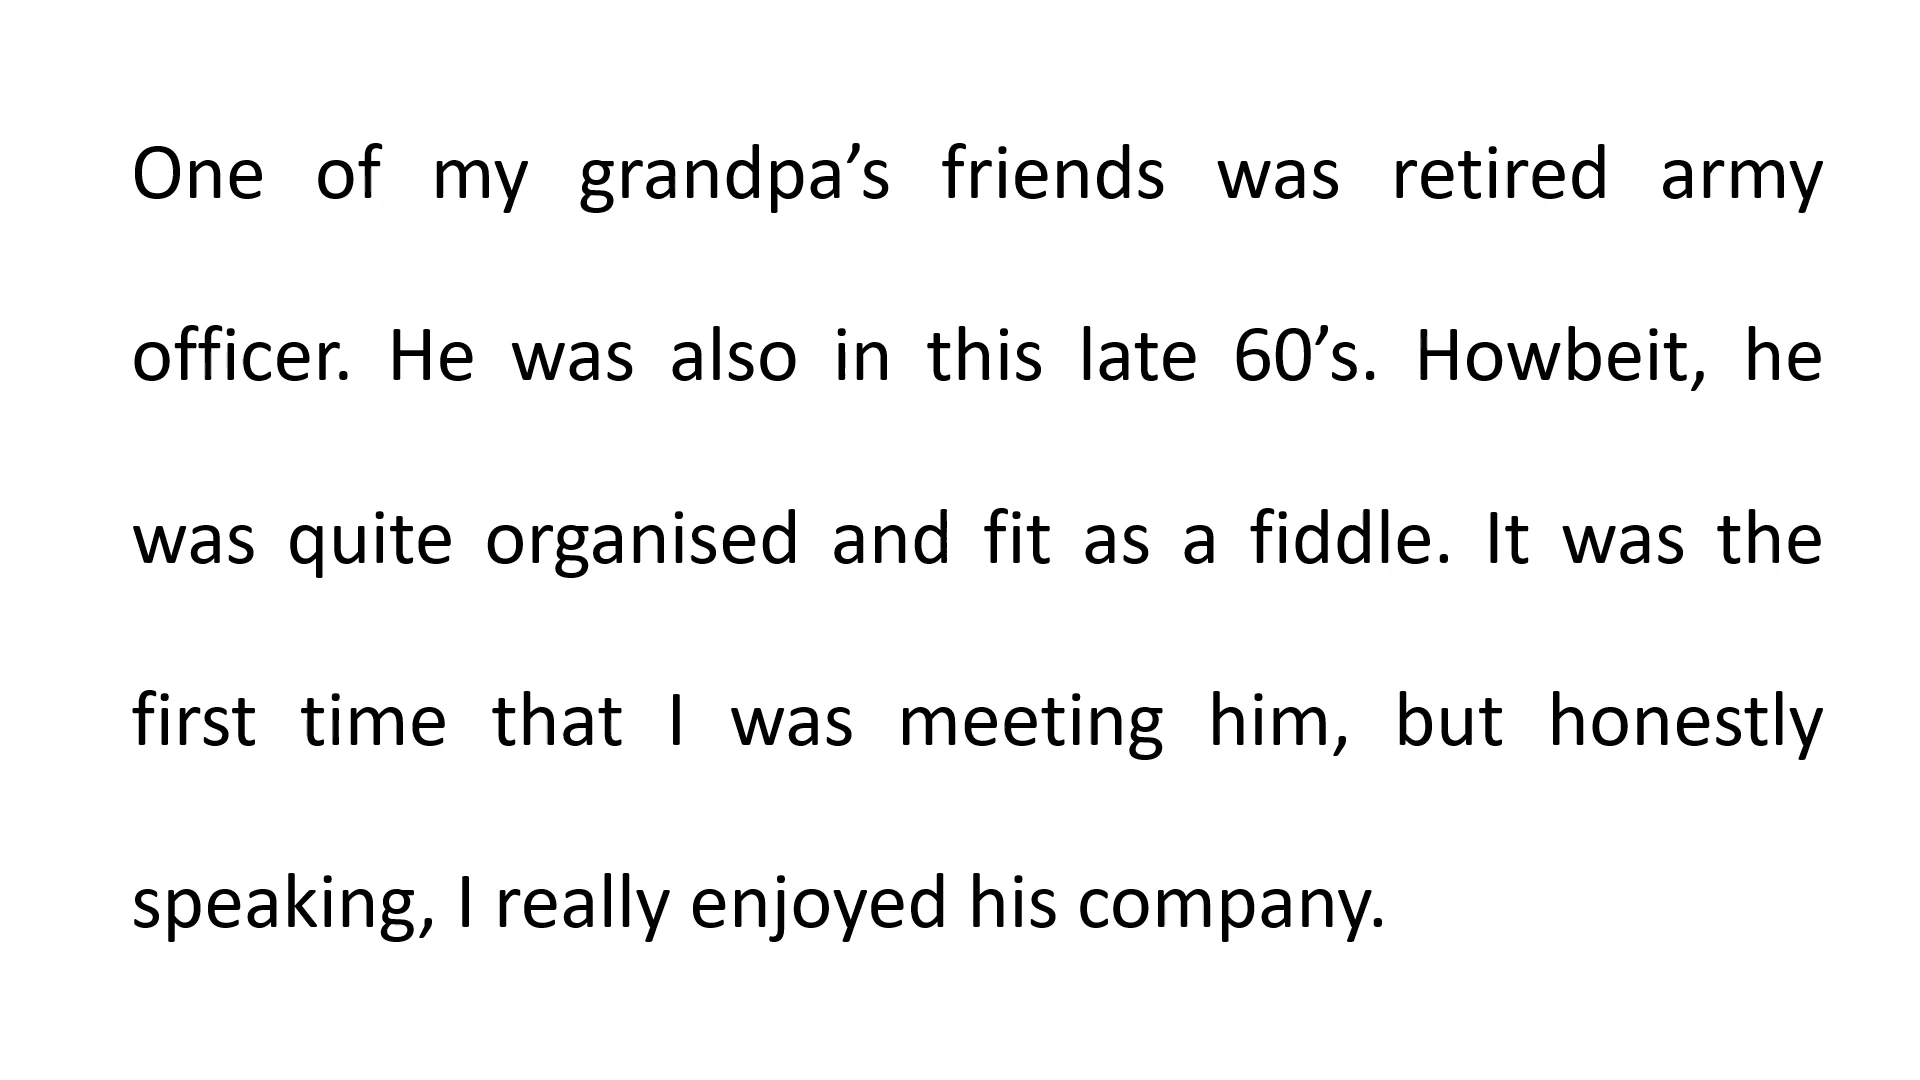 One of my grandpa’s friends was retired army
officer. He was also in this late 60’s. Howbeit, he
was quite organised and fit as a fiddle. It was the
first time that I was meeting him, but honestly
speaking, I really enjoyed his company.